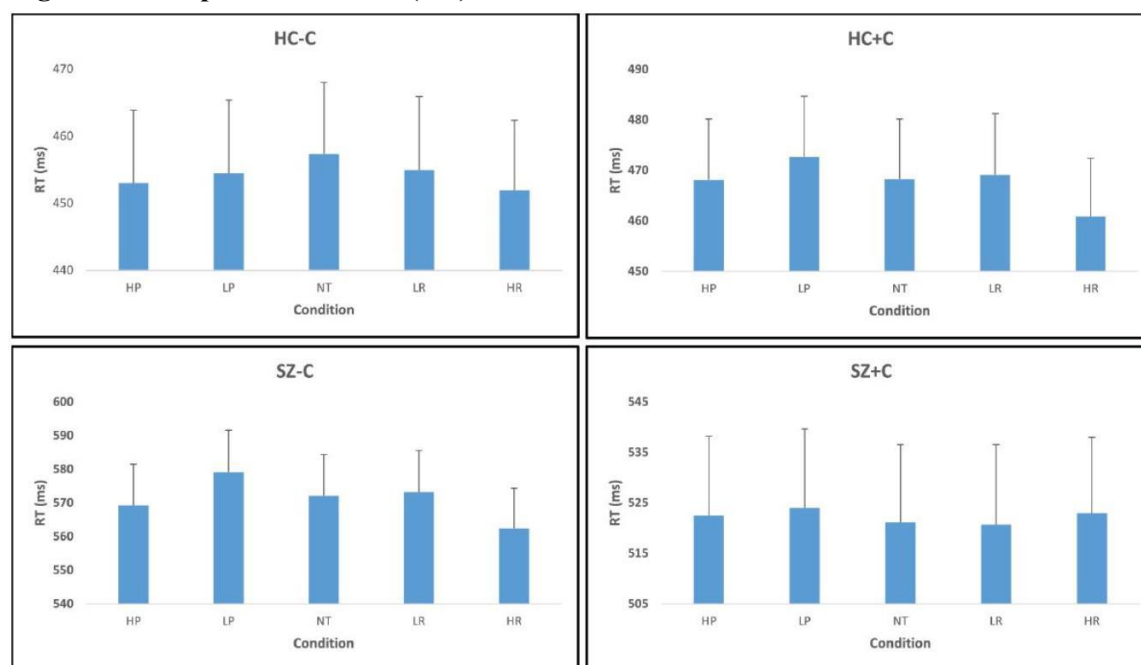 HC-C
470
460
450
440
RT (ms)
HP LP NT LR HR
Condition
HC+C
490
480
470
460
450
RT (ms)
HP LP NT LR HR
Condition
SZ-C
600
590
580
570
560
550
540
RT (ms)
HP LP NT LR HR
Condition
SZ+C
545
535
525
515
505
RT (ms)
HP LP NT LR HR
Condition